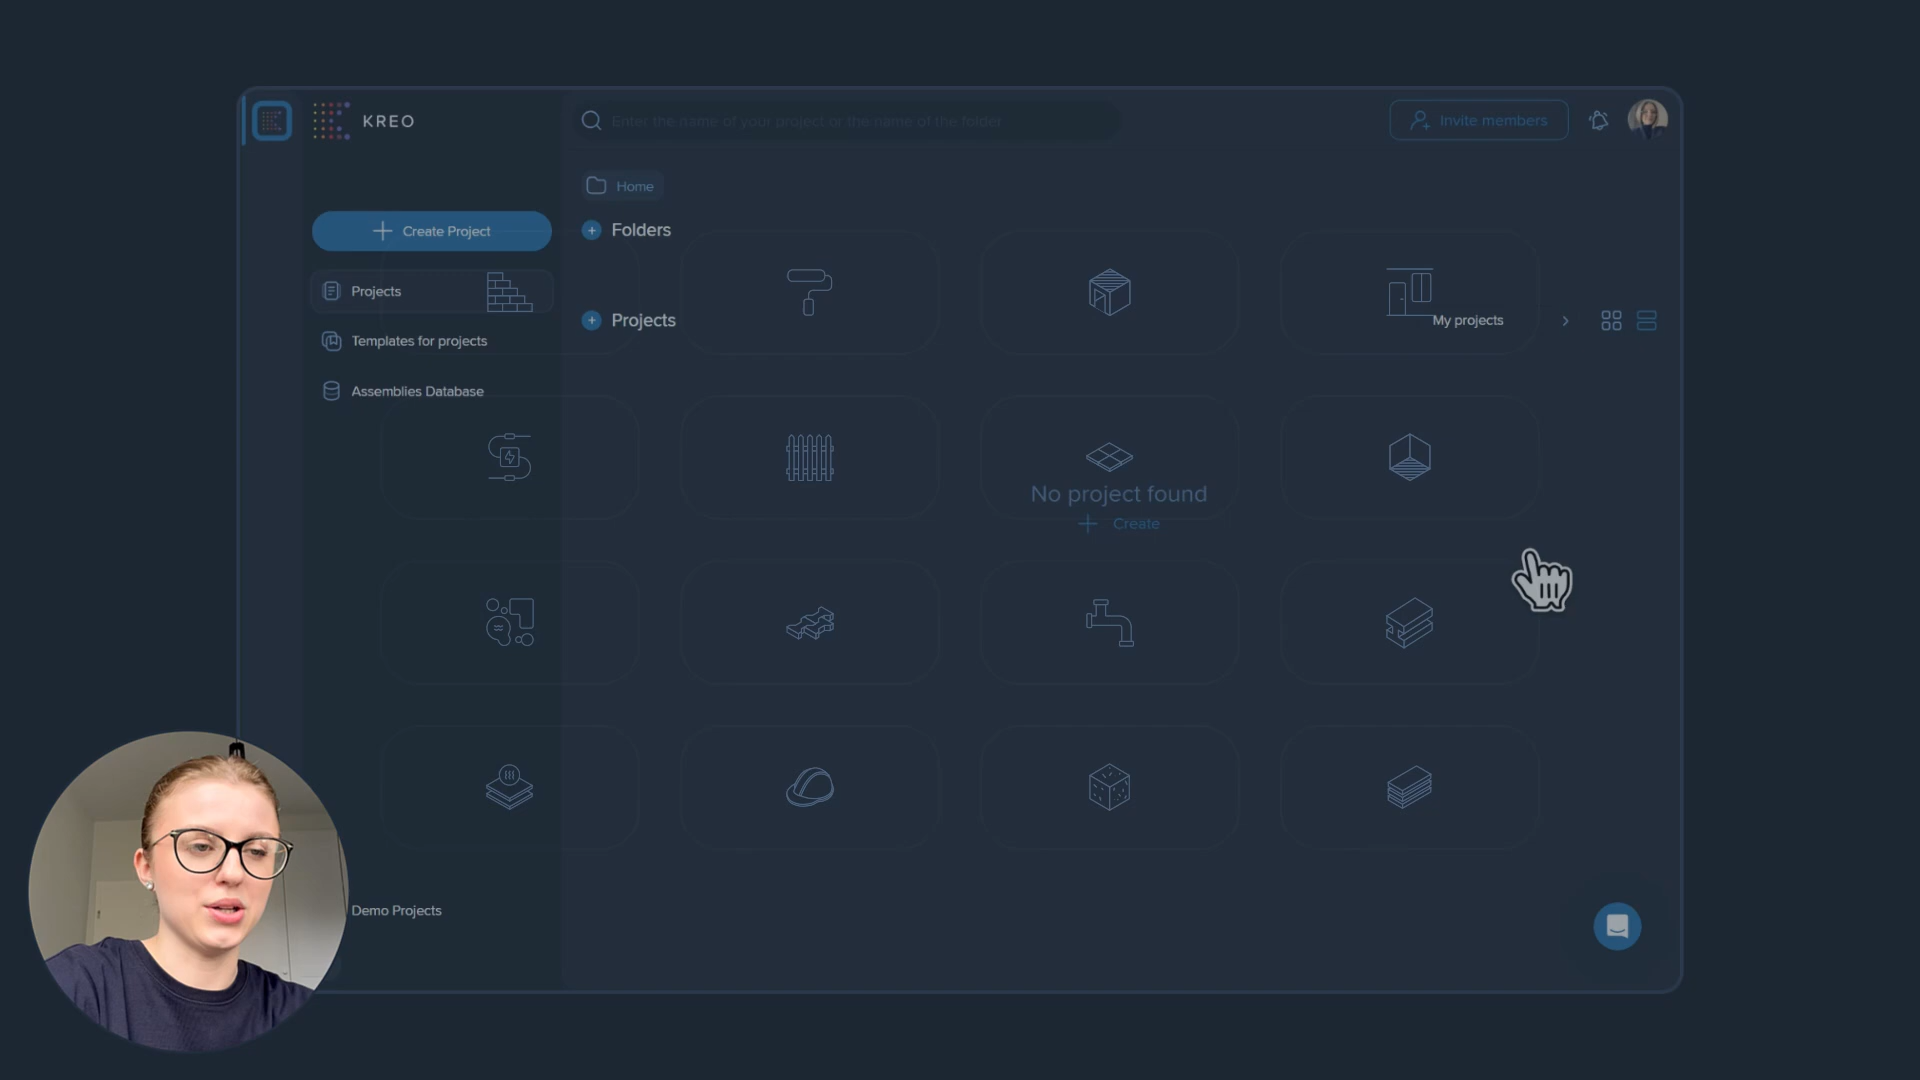 KREO
Enter the name of your project or the name of the folder
Invite members
Home
Create Project
Folders
Projects
Projects
My projects
Templates for projects
Assemblies Database
No project found
Create
Demo Projects